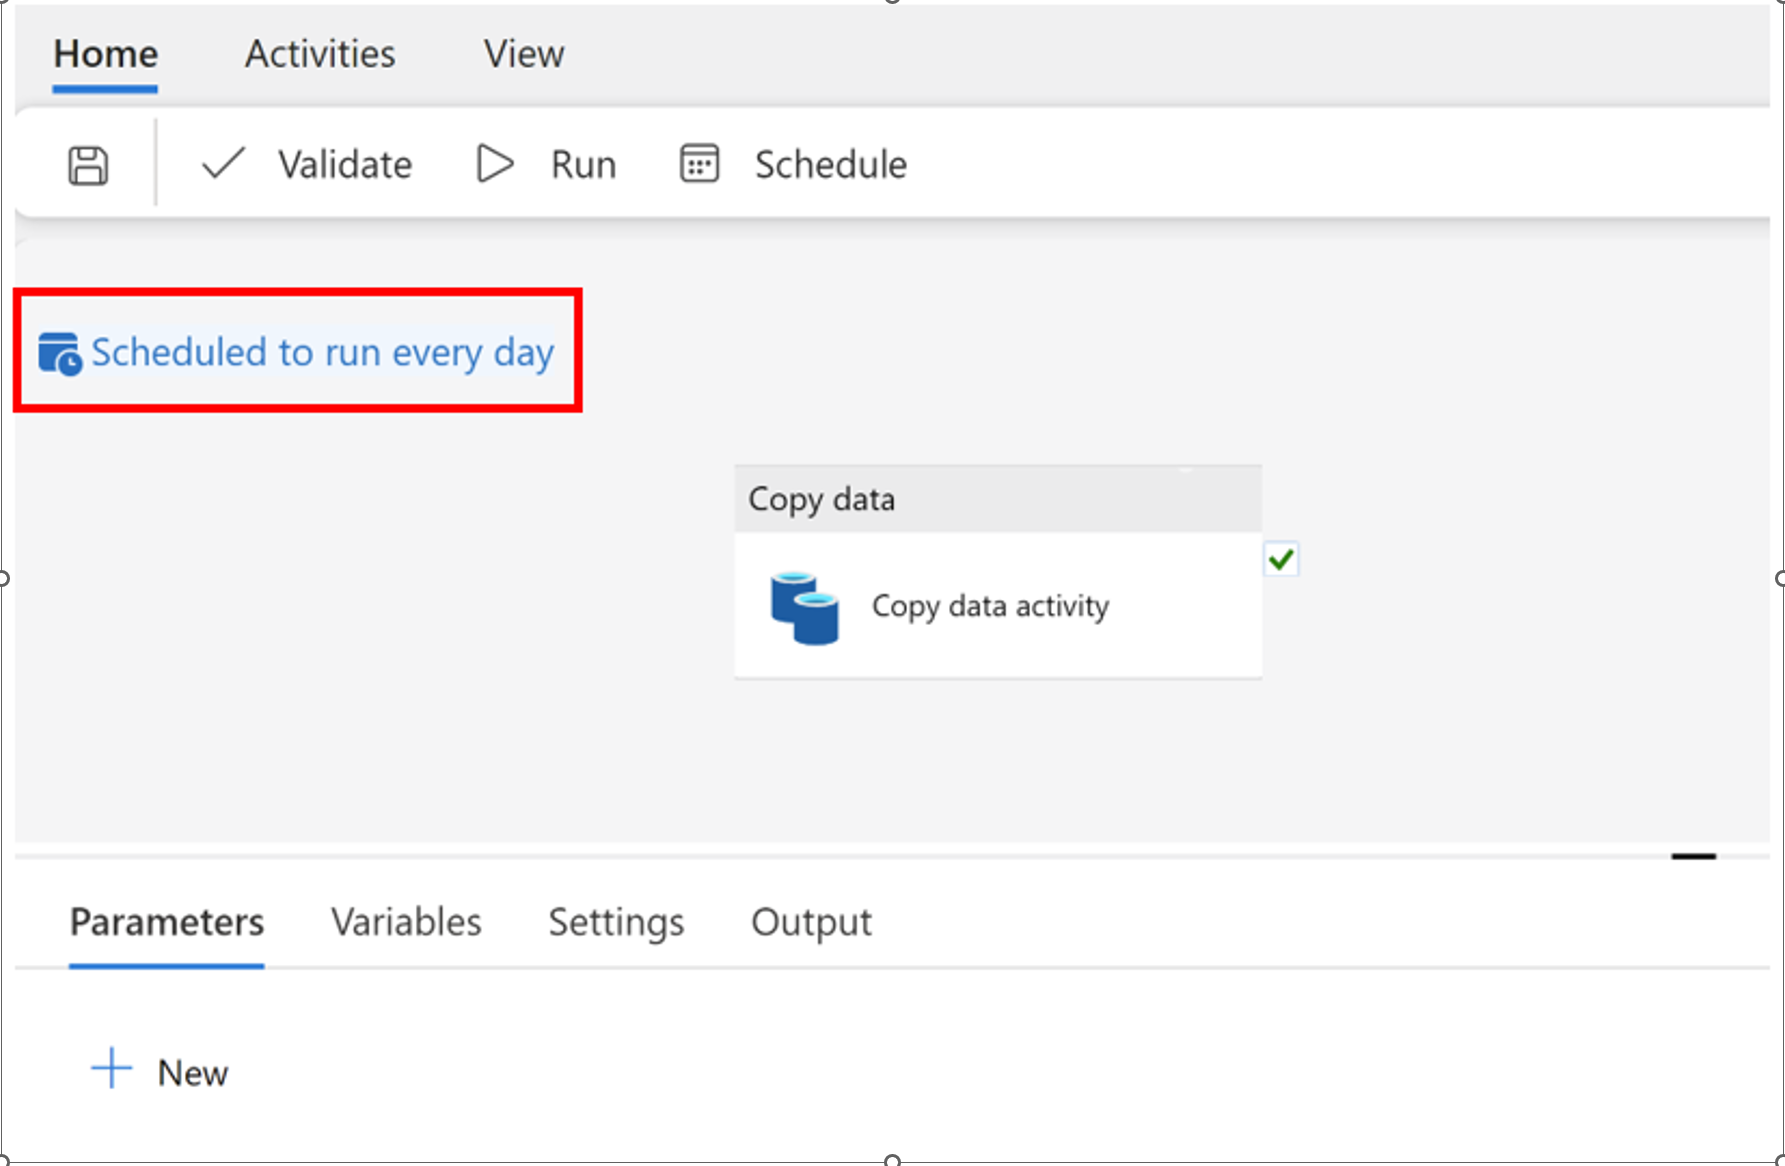 Home Activities View
Validate Run Schedule
Scheduled to run every day
Copy data
Copy data activity
Parameters Variables Settings Output
New